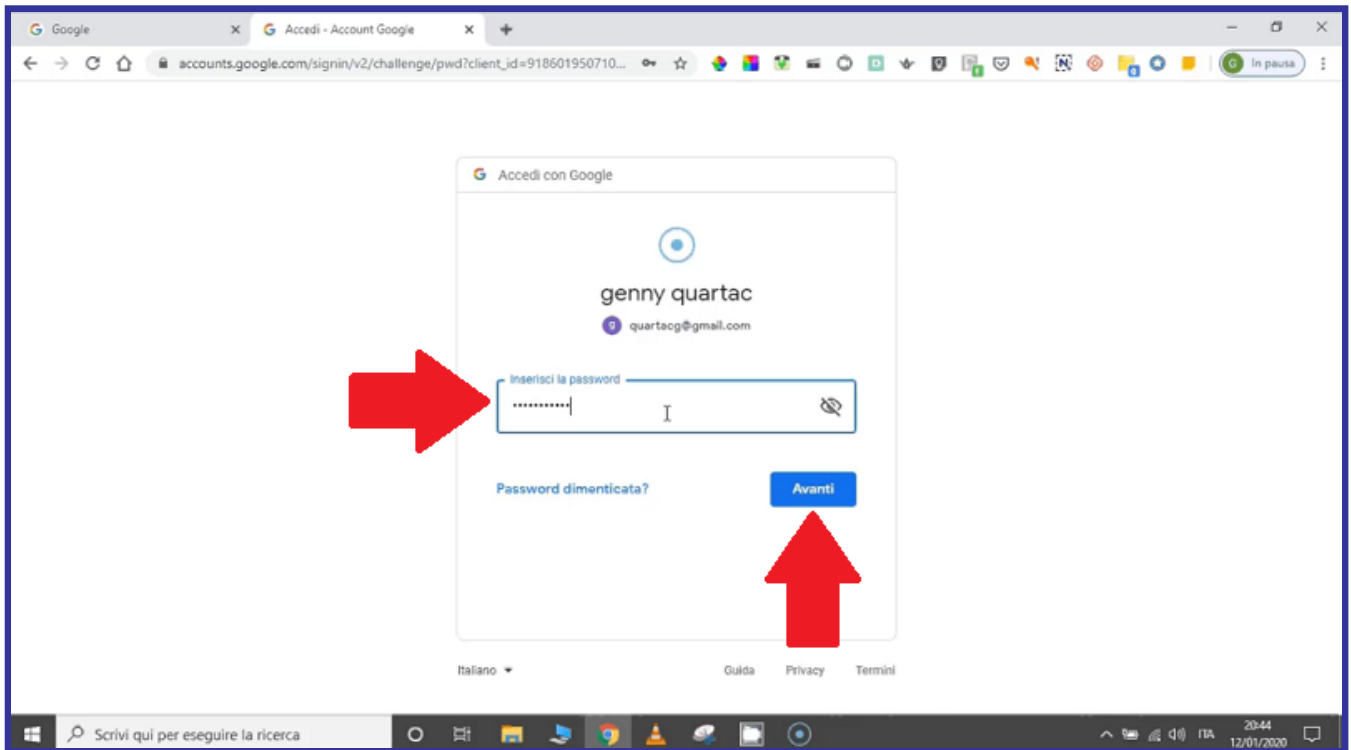 Google
Accedi - Account Google
accounts.google.com/signin/v2/challenge/pwd?client_id=918601950710...
G In pausa
Accedi con Google
genny quartac
g quartacg@gmail.com
Inserisci la password
•••••••••••
Password dimenticata?
Avanti
Italiano
Guida Privacy Termini
Scrivi qui per eseguire la ricerca
ITA
20:44
12/01/2020